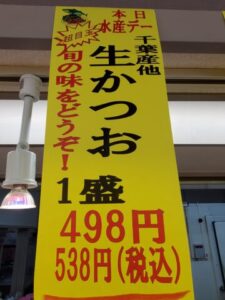 本日
水産デー
超目玉
千葉産他
生かつお
旬の味をどうぞ！
1盛
498円
538円(税込)